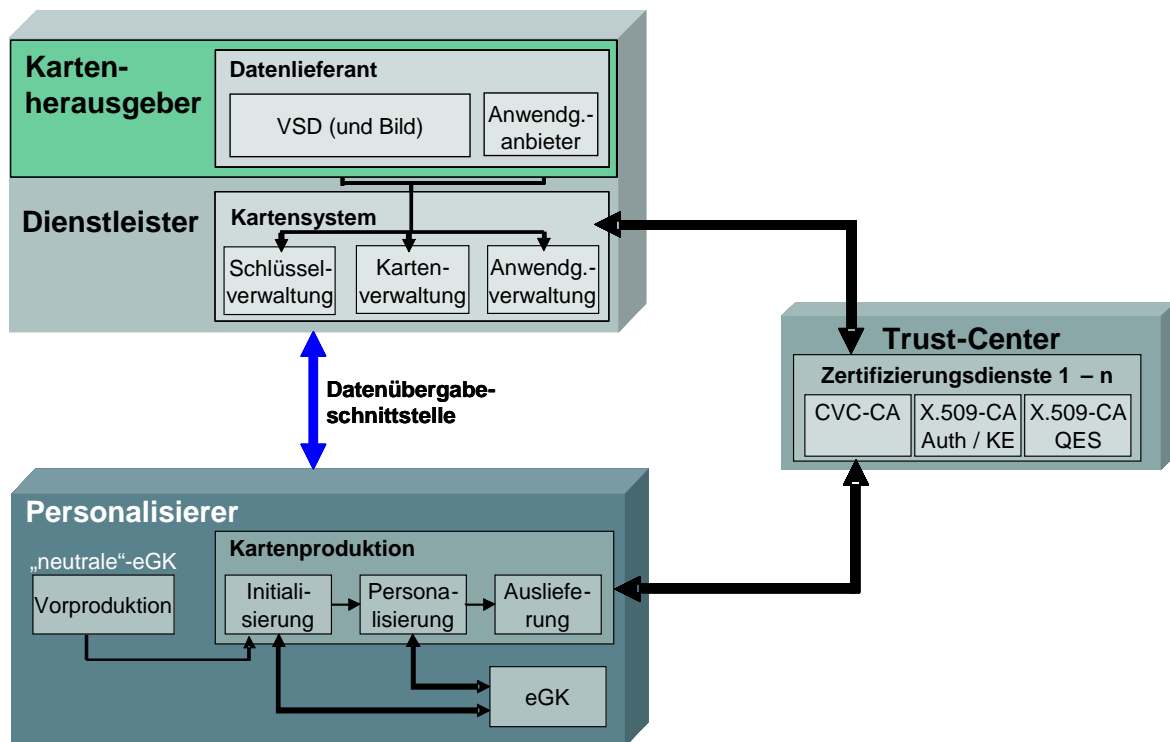 Karten-
herausgeber
Datenlieferant
VSD (und Bild)
Anwendg.-
anbieter
Dienstleister
Kartensystem
Schlüssel-
verwaltung
Karten-
verwaltung
Anwendg.-
verwaltung
Datenübergabe-
schnittstelle
Trust-Center
Zertifizierungsdienste 1 – n
CVC-CA
X.509-CA
Auth / KE
X.509-CA
QES
Personalisierer
„neutrale“-eGK
Vorproduktion
Kartenproduktion
Initiali-
sierung
Persona-
lisierung
Ausliefe-
rung
eGK